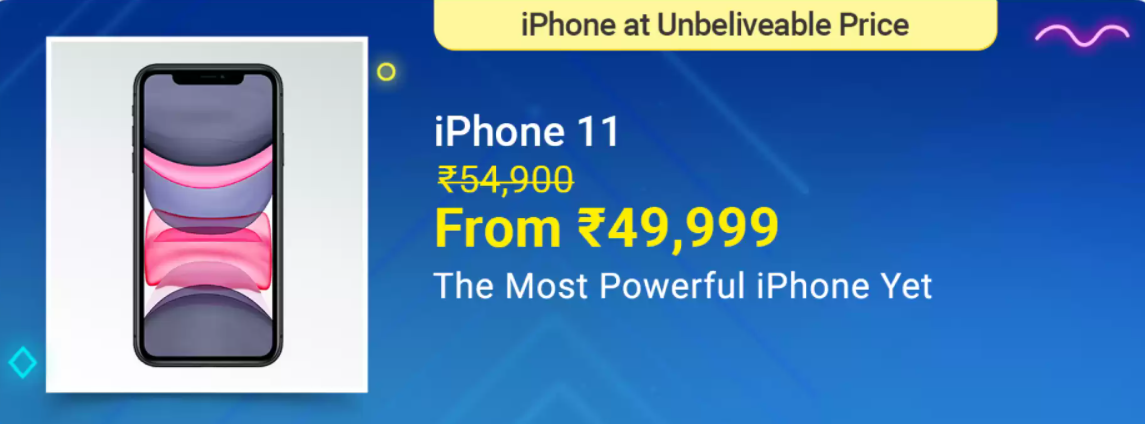 iPhone at Unbeliveable Price
iPhone 11
₹54,900
From ₹49,999
The Most Powerful iPhone Yet